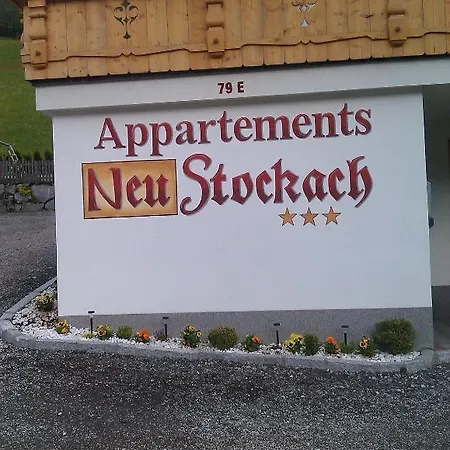 79 E
Appartements
Neu Stockach